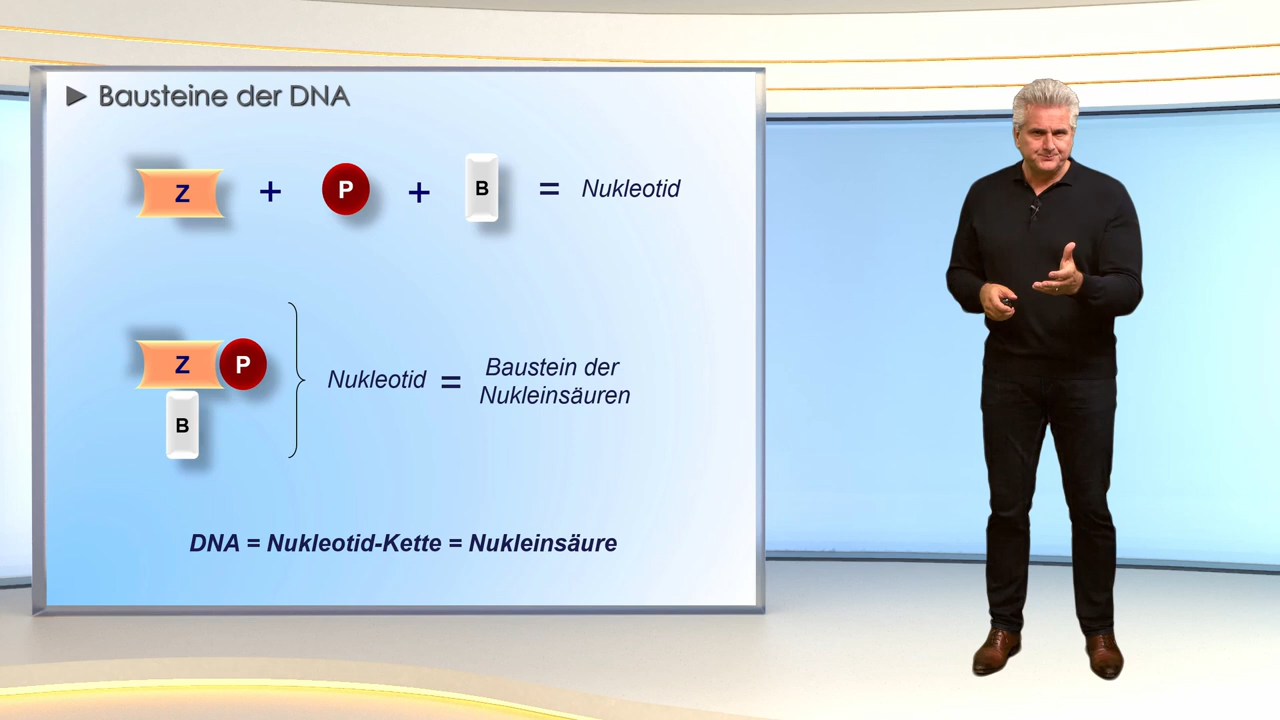 ► Bausteine der DNA
Z + P + B = Nukleotid
Z P
B
Nukleotid = Baustein der
Nukleinsäuren
DNA = Nukleotid-Kette = Nukleinsäure